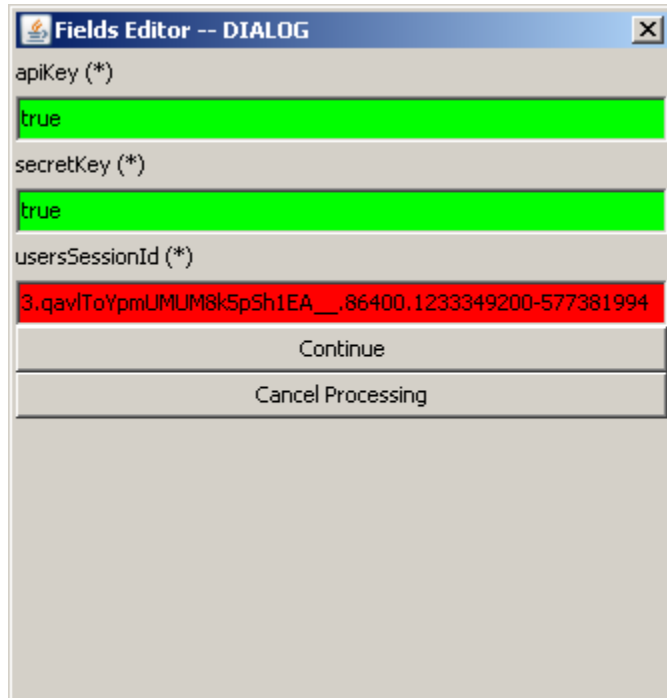 Fields Editor -- DIALOG
apiKey (*)
true
secretKey (*)
true
usersSessionId (*)
3.qavlToYpmUMUM8k5pSh1EA__.86400.1233349200-577381994
Continue
Cancel Processing